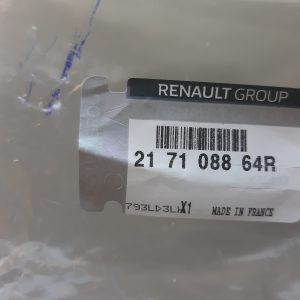 RENAULT GROUP
21 71 088 64R
X1 MADE IN FRANCE